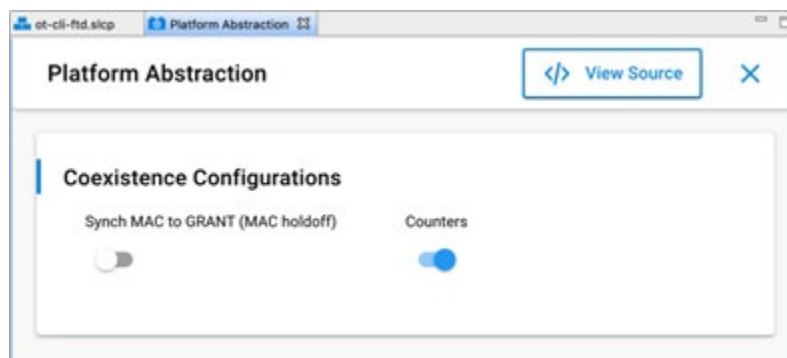 ot-cli-ftd.slcp Platform Abstraction
Platform Abstraction </> View Source
Coexistence Configurations
Synch MAC to GRANT (MAC holdoff) Counters